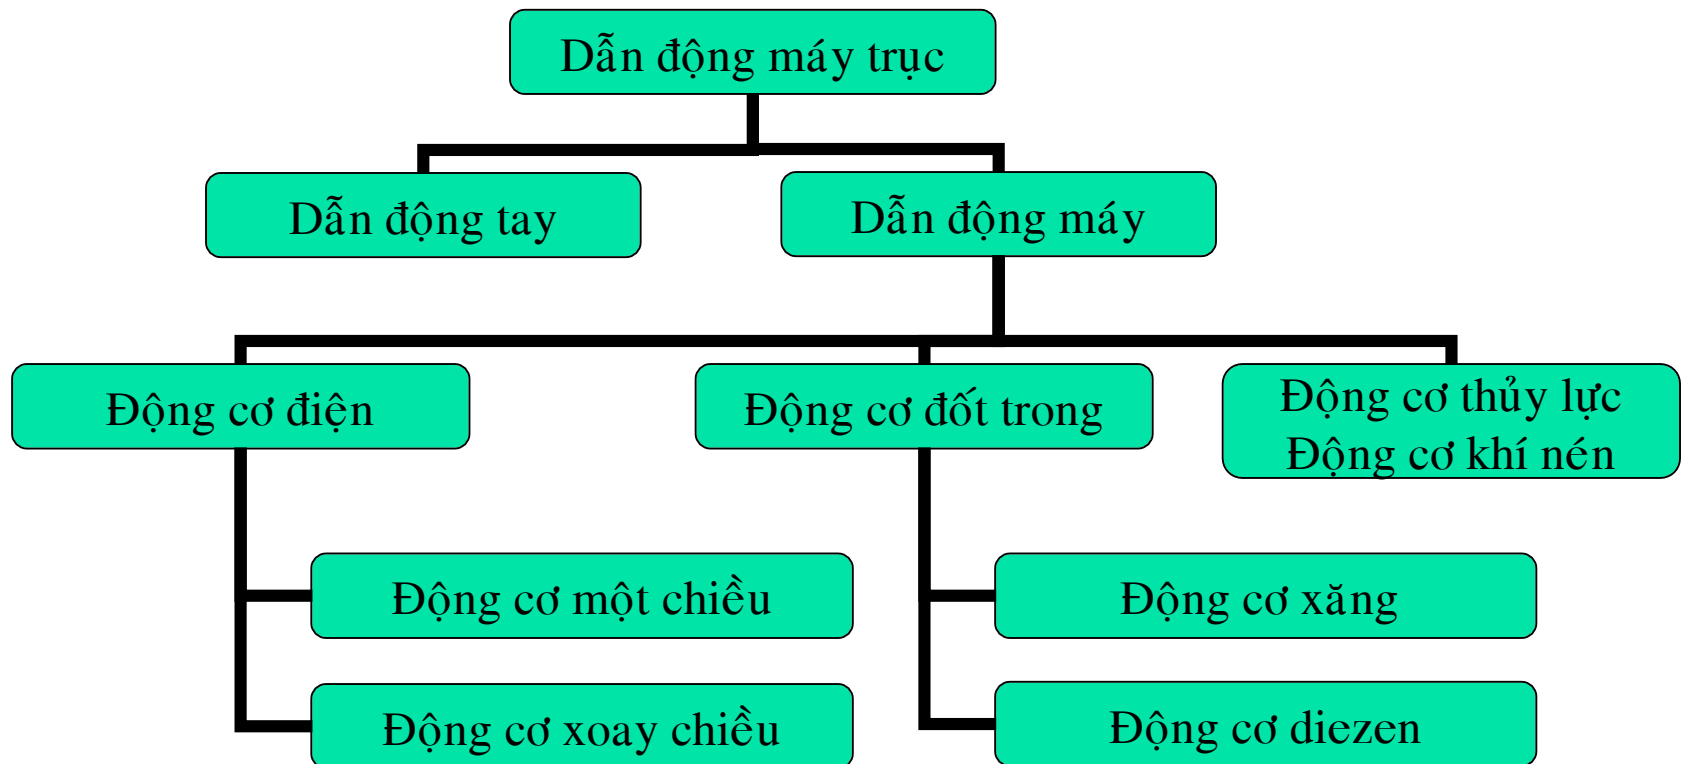 Dẫn động máy trục
Dẫn động tay
Dẫn động máy
Động cơ điện
Động cơ đốt trong
Động cơ thủy lực
Động cơ khí nén
Động cơ một chiều
Động cơ xoay chiều
Động cơ xăng
Động cơ diezen